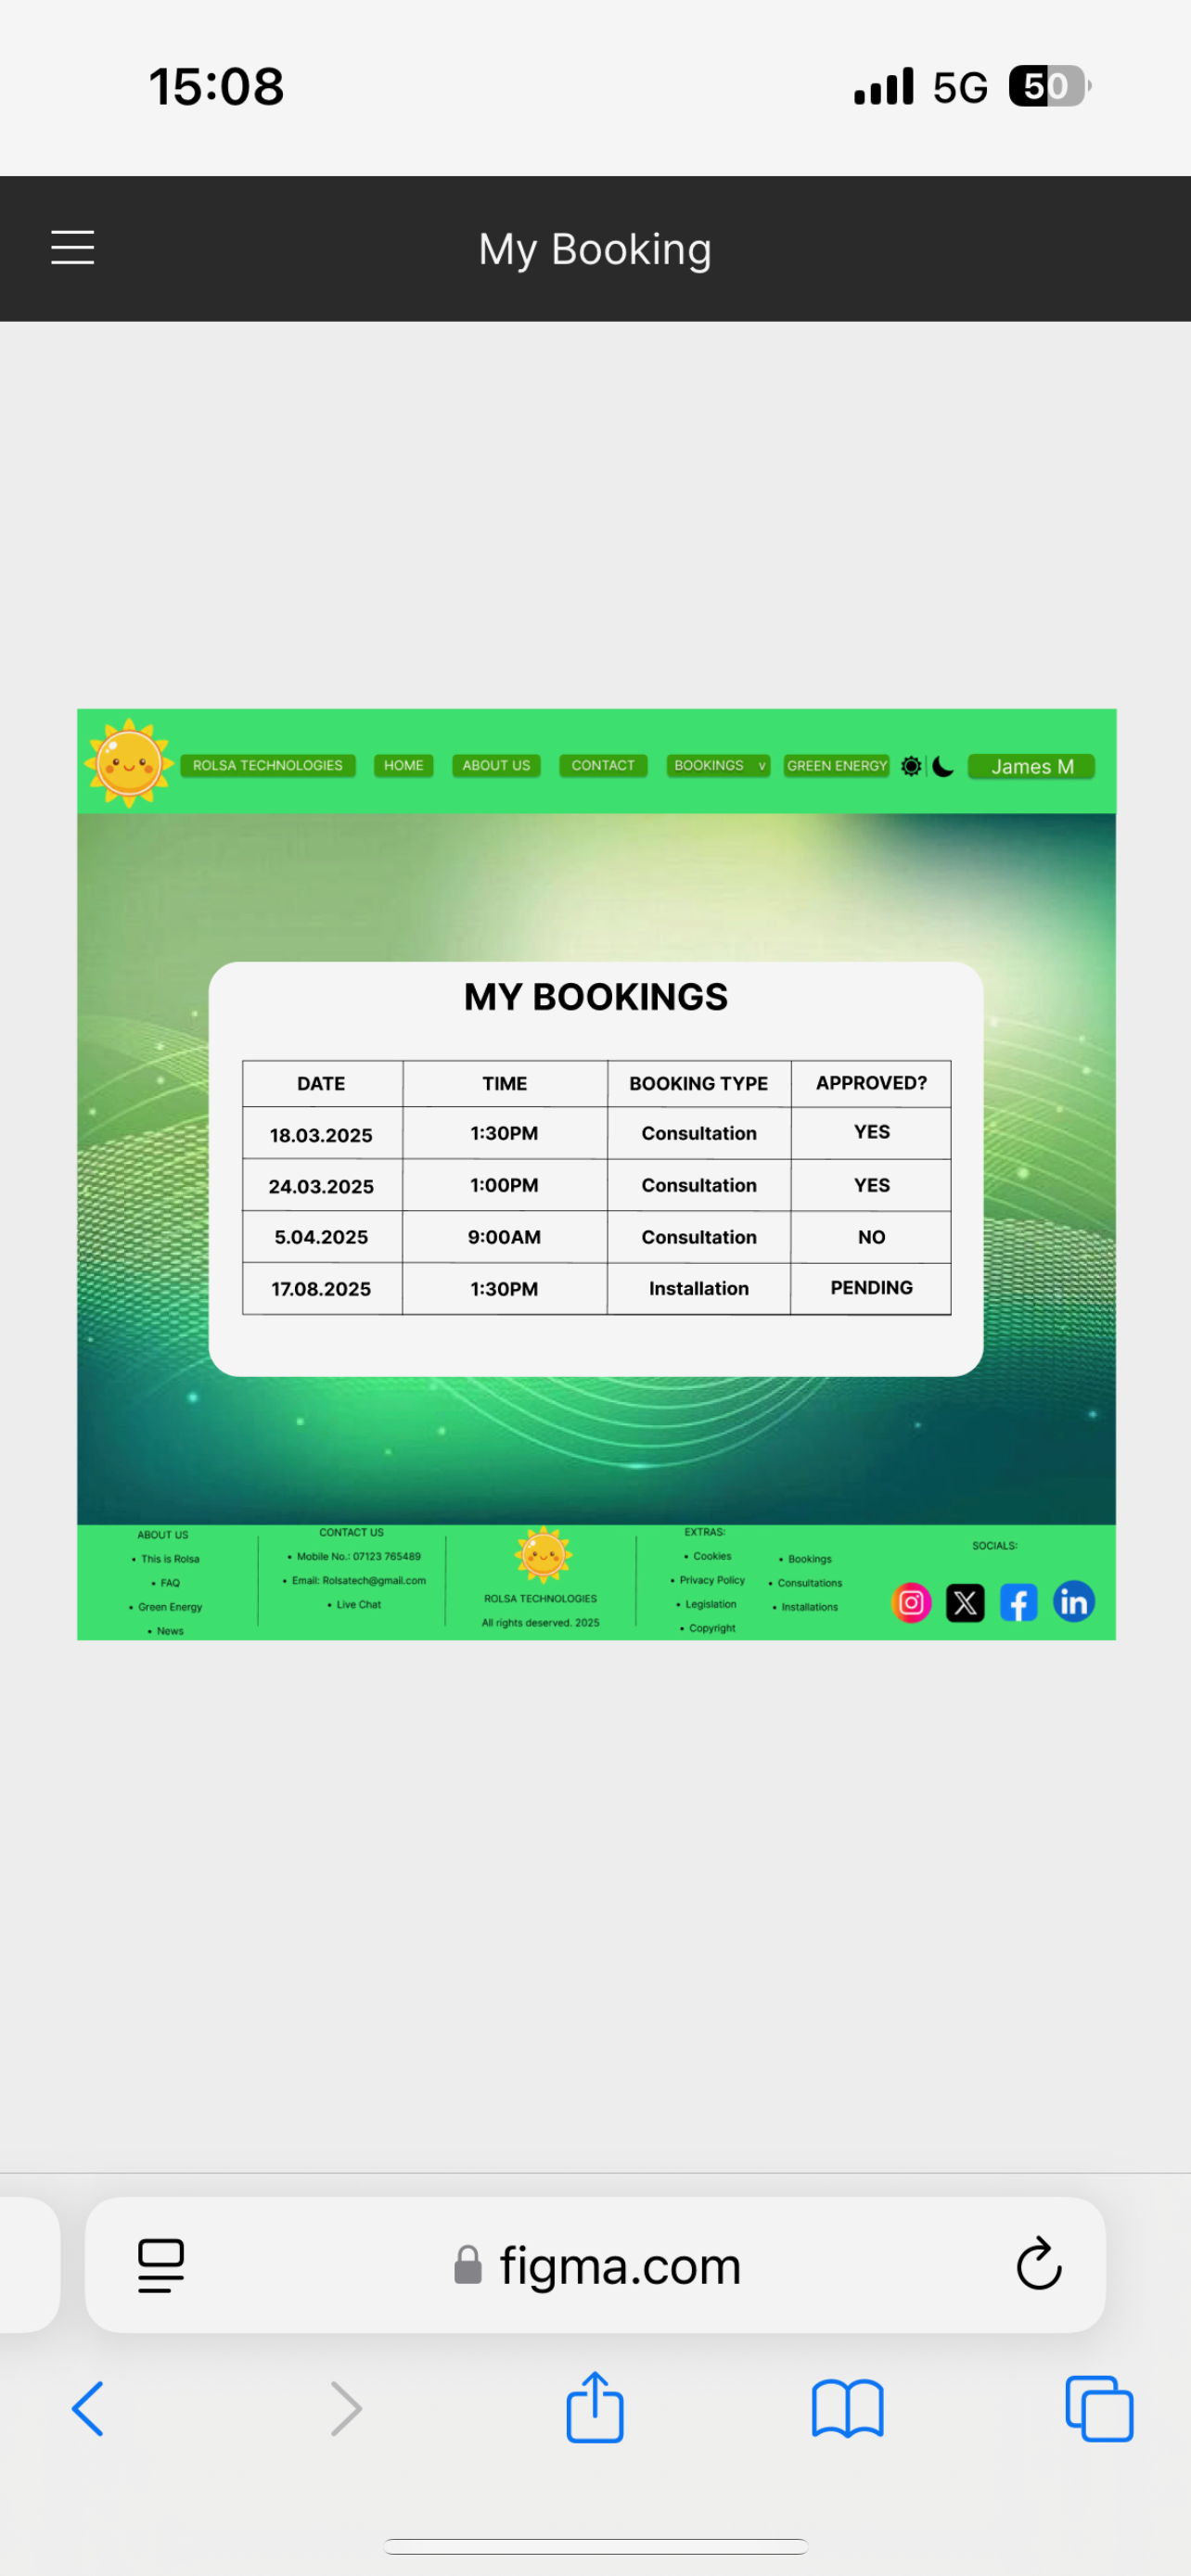 15:08
5G 50
My Booking
ROLSA TECHNOLOGIES HOME ABOUT US CONTACT BOOKINGS v GREEN ENERGY James M
MY BOOKINGS
DATE TIME BOOKING TYPE APPROVED?
18.03.2025 1:30PM Consultation YES
24.03.2025 1:00PM Consultation YES
5.04.2025 9:00AM Consultation NO
17.08.2025 1:30PM Installation PENDING
ABOUT US
• This is Rolsa
• FAQ
• Green Energy
• News
CONTACT US
• Mobile No.: 07123 765489
• Email: Rolsatech@gmail.com
• Live Chat
ROLSA TECHNOLOGIES
All rights deserved. 2025
EXTRAS:
• Cookies
• Privacy Policy
• Legislation
• Copyright
• Bookings
• Consultations
• Installations
SOCIALS:
X f in
figma.com